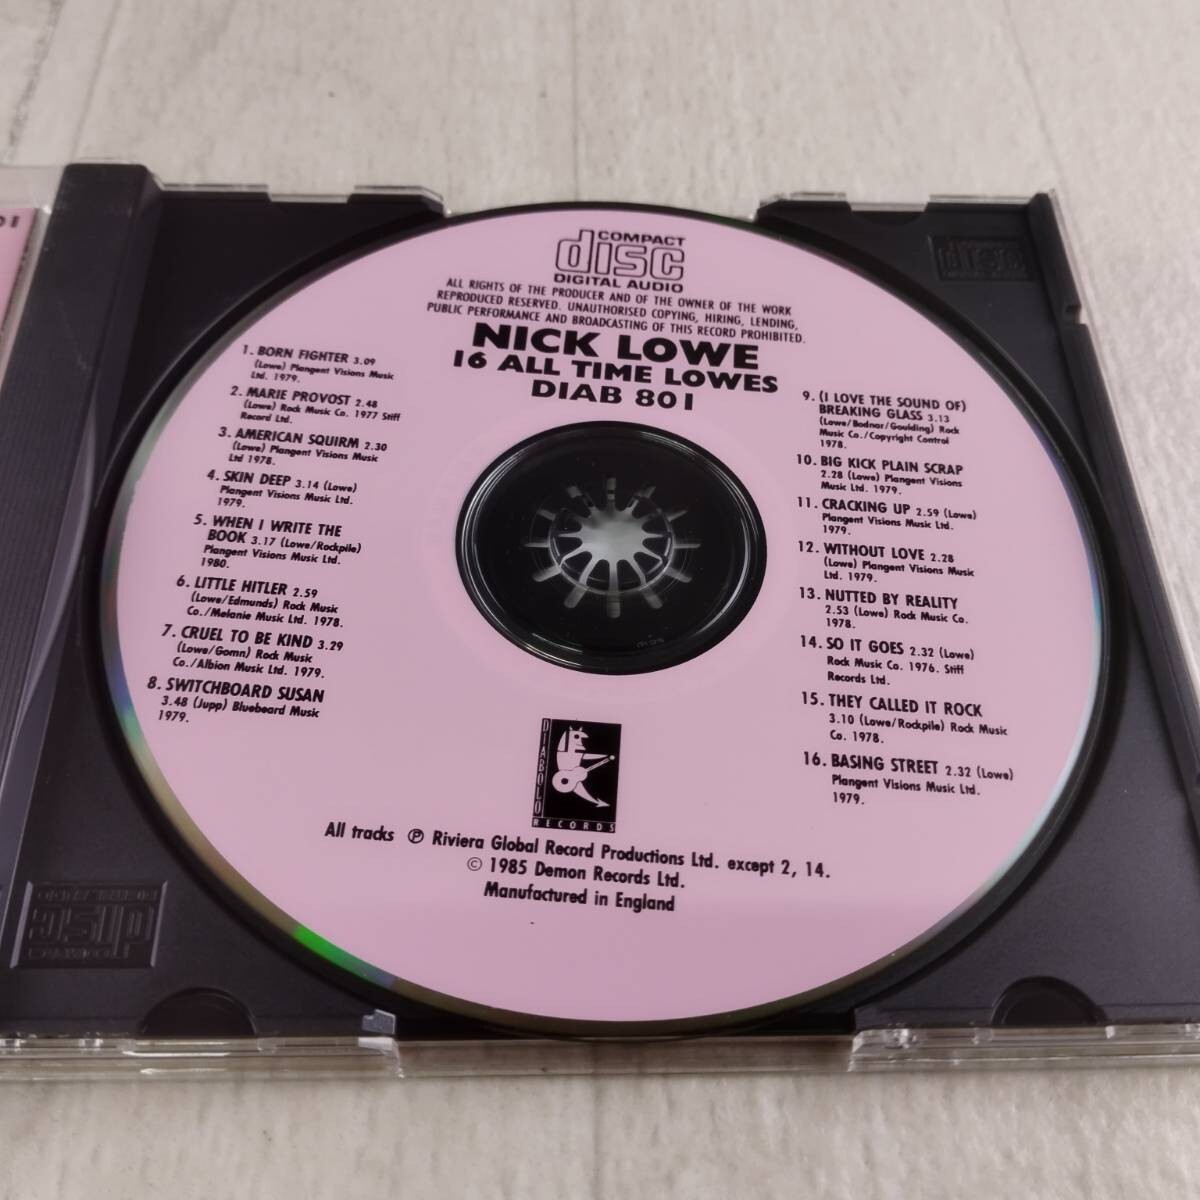 COMPACT
disc
DIGITAL AUDIO
ALL RIGHTS OF THE PRODUCER AND OF THE OWNER OF THE WORK
REPRODUCED RESERVED. UNAUTHORISED COPYING, HIRING, LENDING,
PUBLIC PERFORMANCE AND BROADCASTING OF THIS RECORD PROHIBITED.
NICK LOWE
16 ALL TIME LOWES
DIAB 801
1. BORN FIGHTER 3.09
(Lowe) Plangent Visions Music
Ltd. 1979.
2. MARIE PROVOST 2.48
(Lowe) Rock Music Co. 1977 Stiff
Record Ltd.
3. AMERICAN SQUIRM 2.30
(Lowe) Plangent Visions Music
Ltd 1978.
4. SKIN DEEP 3.14 (Lowe)
Plangent Visions Music Ltd.
1979.
5. WHEN I WRITE THE
BOOK 3.17 (Lowe/Rockpile)
Plangent Visions Music Ltd.
1980.
6. LITTLE HITLER 2.59
(Lowe/Edmunds) Rock Music
Co./Melanie Music Ltd. 1978.
7. CRUEL TO BE KIND 3.29
(Lowe/Gomn) Rock Music
Co./Albion Music Ltd. 1979.
8. SWITCHBOARD SUSAN
3.48 (Jupp) Bluebeard Music
1979.
9. (I LOVE THE SOUND OF)
BREAKING GLASS 3.13
(Lowe/Bodnar/Goulding) Rock
Music Co./Copyright Control
1978.
10. BIG KICK PLAIN SCRAP
2.28 (Lowe) Plangent Visions
Music Ltd. 1979.
11. CRACKING UP 2.59 (Lowe)
Plangent Visions Music Ltd.
1979.
12. WITHOUT LOVE 2.28
(Lowe) Plangent Visions Music
Ltd. 1979.
13. NUTTED BY REALITY
2.53 (Lowe) Rock Music Co.
1978.
14. SO IT GOES 2.32 (Lowe)
Rock Music Co. 1976. Stiff
Records Ltd.
15. THEY CALLED IT ROCK
3.10 (Lowe/Rockpile) Rock Music
Co. 1978.
16. BASING STREET 2.32 (Lowe)
Plangent Visions Music Ltd.
1979.
DIABOLO
RECORDS
All tracks ℗ Riviera Global Record Productions Ltd. except 2, 14.
© 1985 Demon Records Ltd.
Manufactured in England
COMPACT
disc
DIGITAL AUDIO
disc